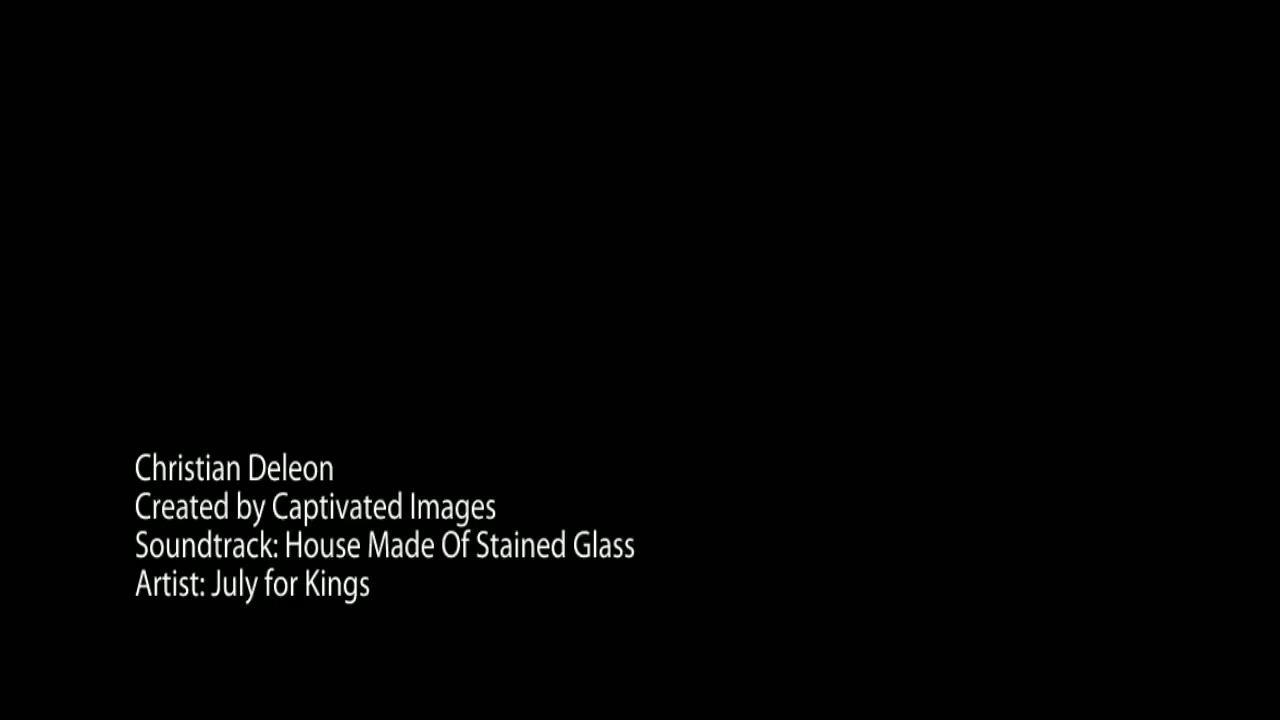 Christian Deleon
Created by Captivated Images
Soundtrack: House Made Of Stained Glass
Artist: July for Kings